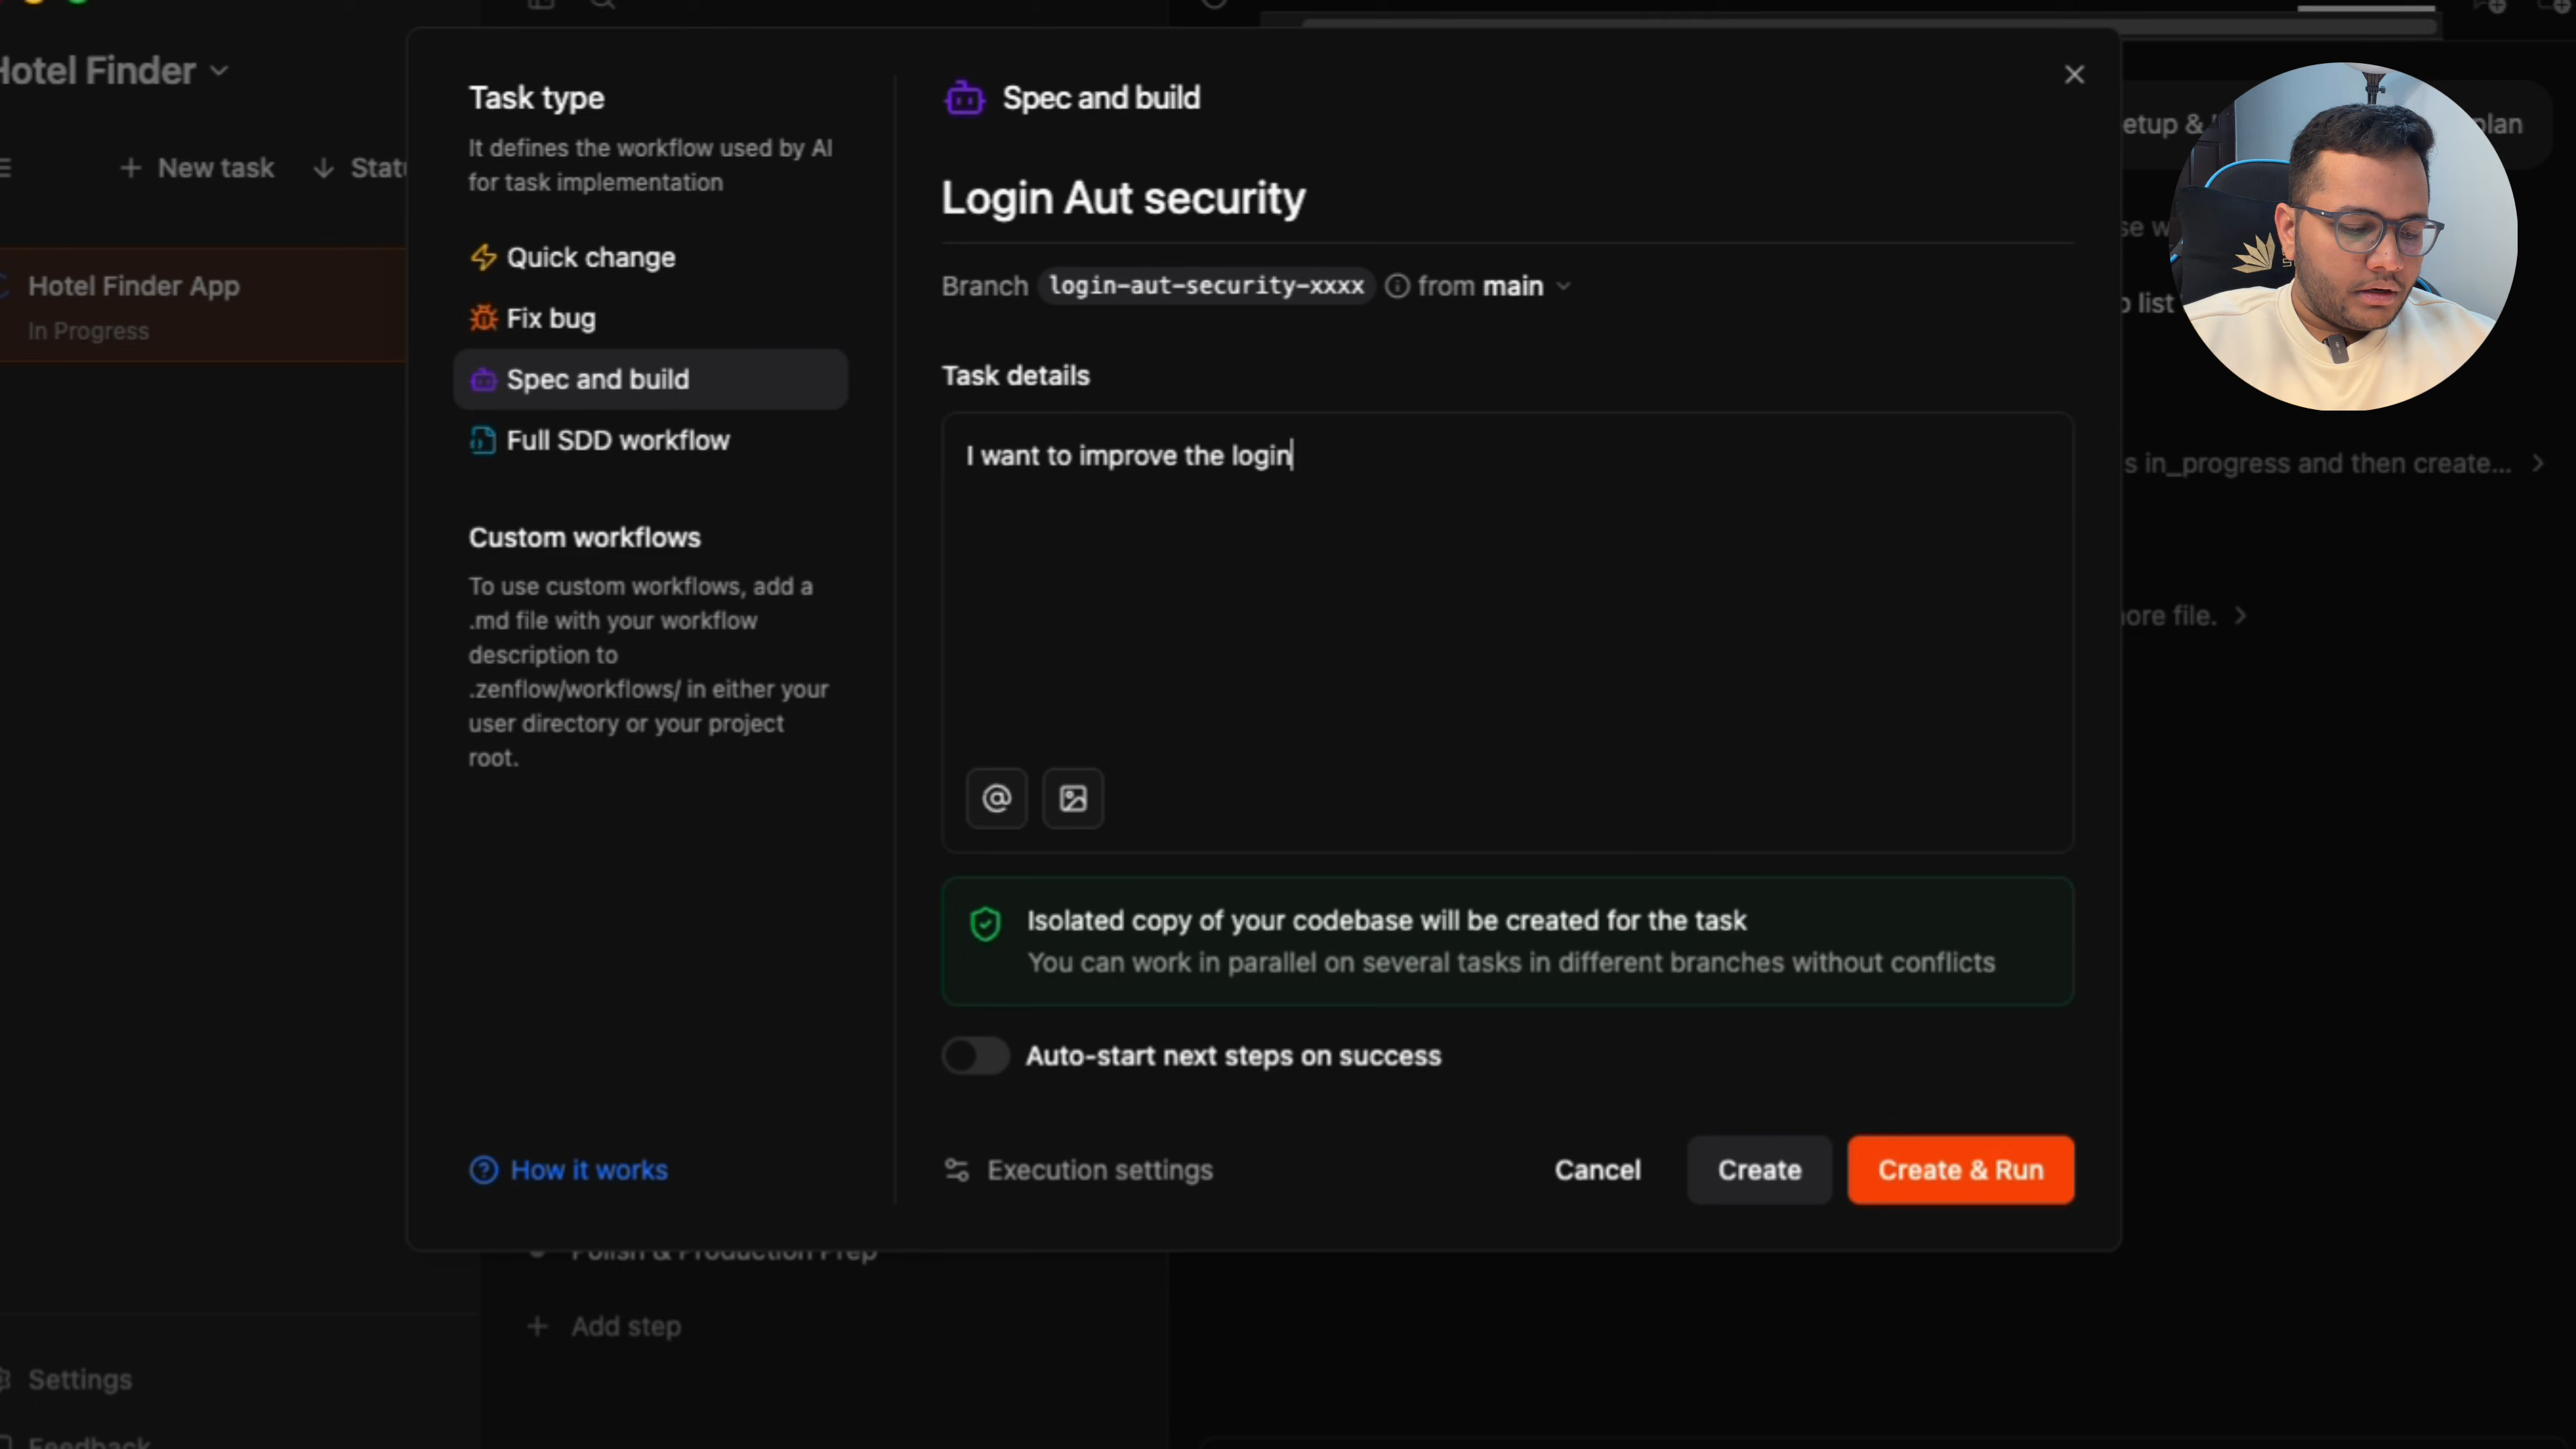 Hotel Finder
New task
Task type
It defines the workflow used by AI
for task implementation
Quick change
Fix bug
Spec and build
Full SDD workflow
Custom workflows
To use custom workflows, add a
.md file with your workflow
description to
.zenflow/workflows/ in either your
user directory or your project
root.
How it works
Spec and build
Login Aut security
Branch login-aut-security-xxxx from main
Task details
I want to improve the login
Isolated copy of your codebase will be created for the task
You can work in parallel on several tasks in different branches without conflicts
Auto-start next steps on success
Execution settings
Cancel
Create
Create & Run
Hotel Finder App
In Progress
plan
list
in_progress and then create...
file.
Polish & Production Prep
Add step
Settings
Feedback